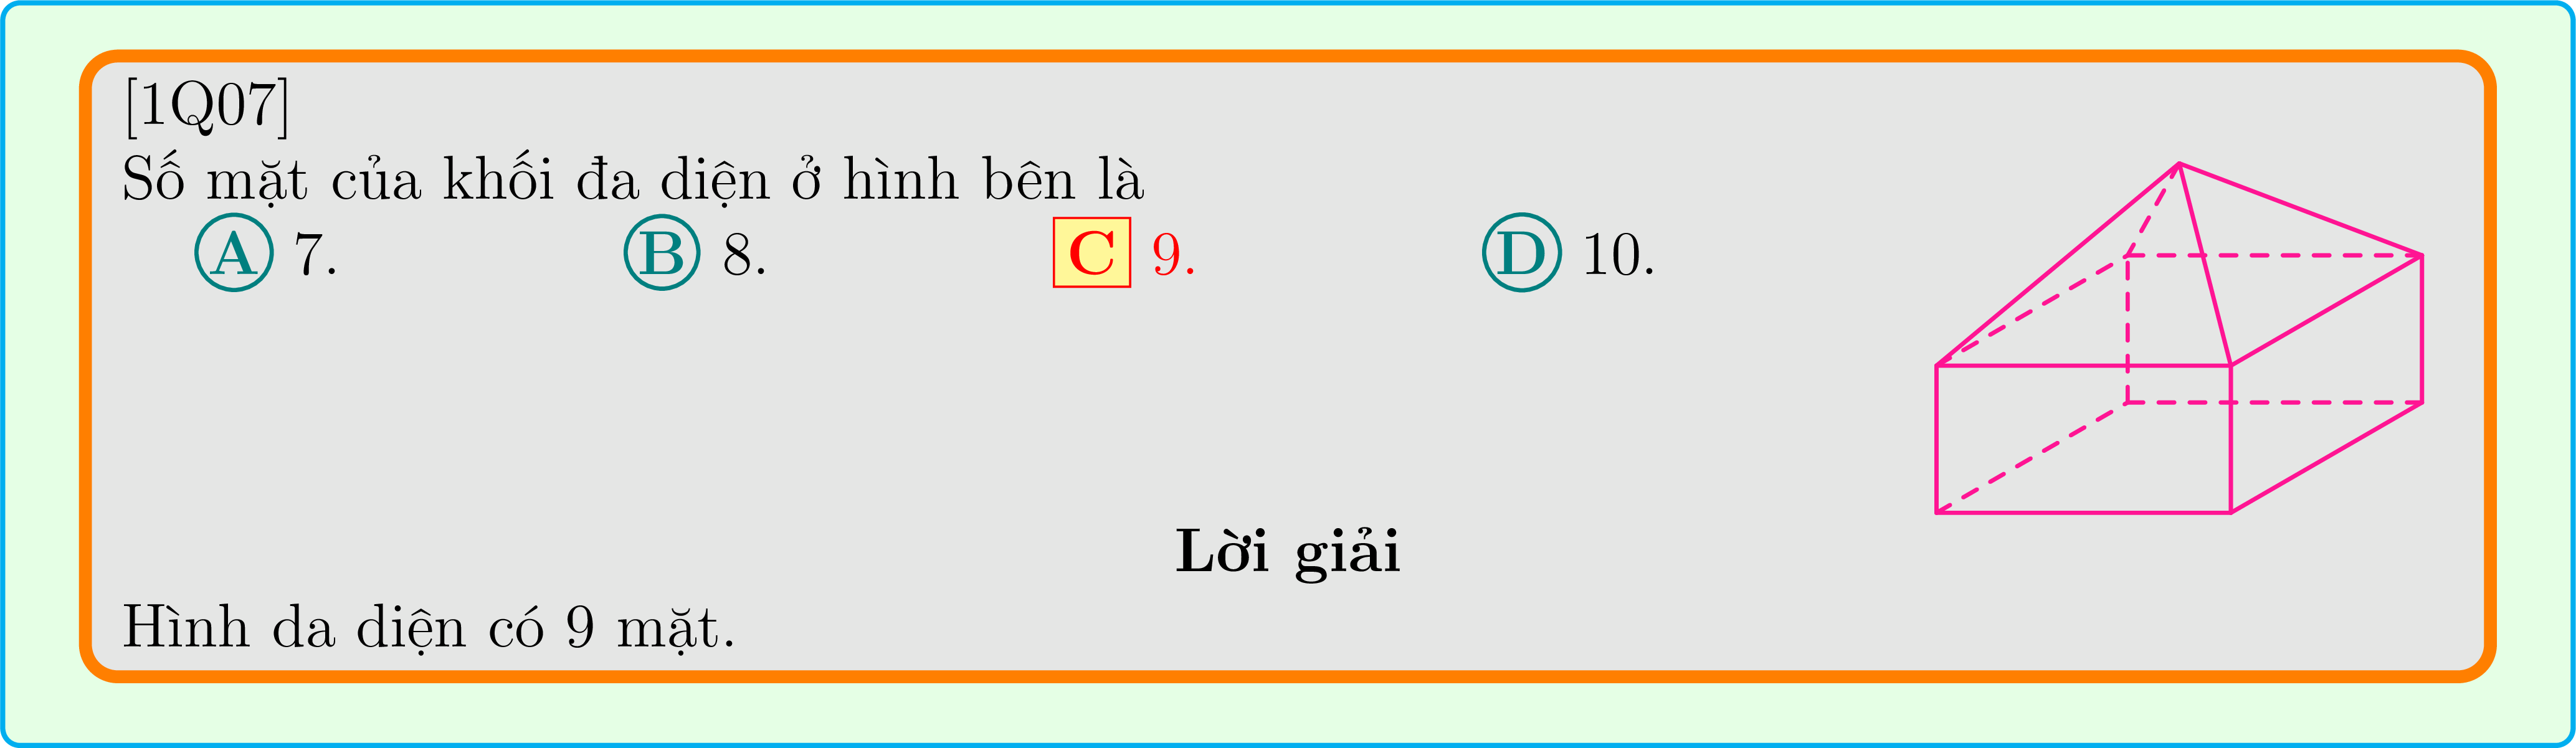 [1Q07]
Số mặt của khối đa diện ở hình bên là
A 7. B 8. C 9. D 10.
Lời giải
Hình da diện có 9 mặt.